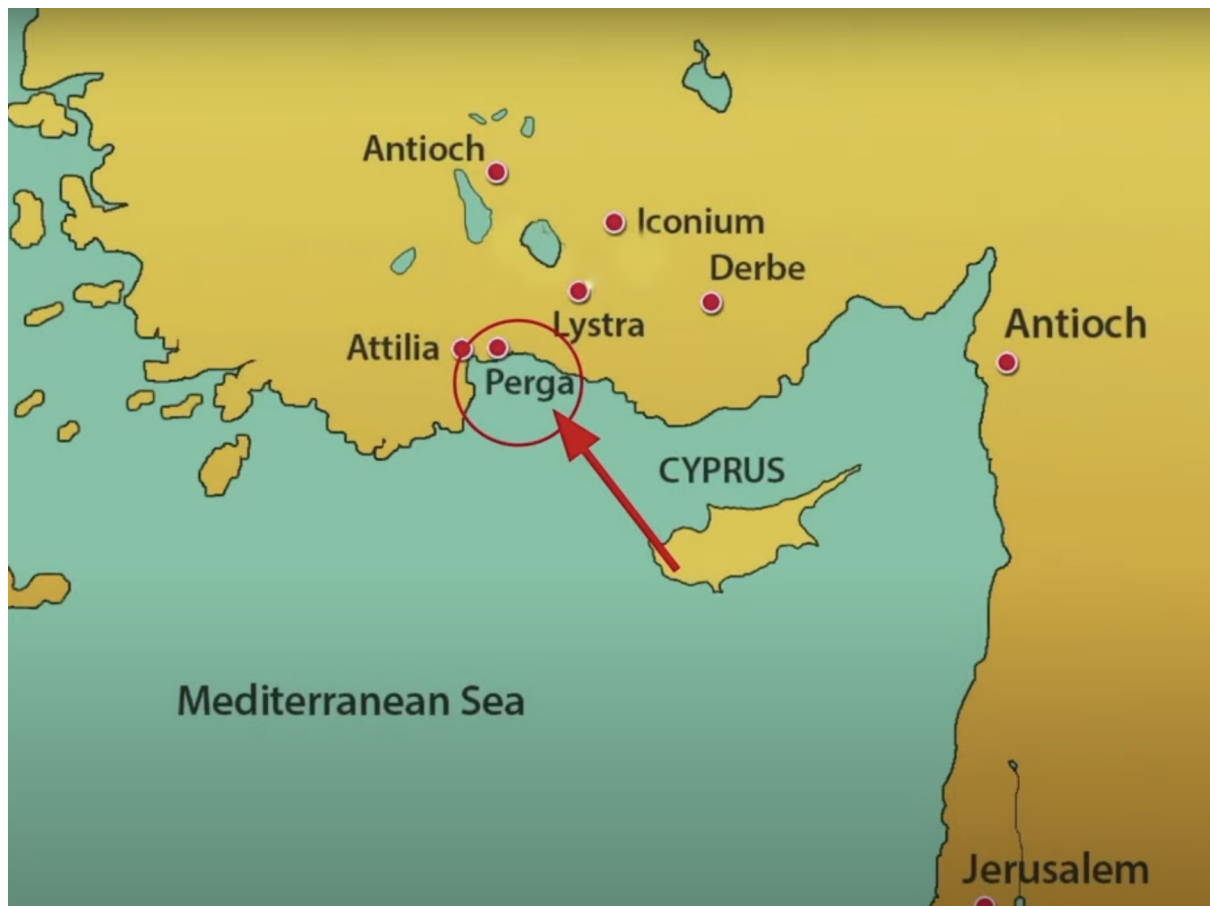 Antioch
Iconium
Derbe
Antioch
Lystra
Attilia
Perga
CYPRUS
Mediterranean Sea
Jerusalem